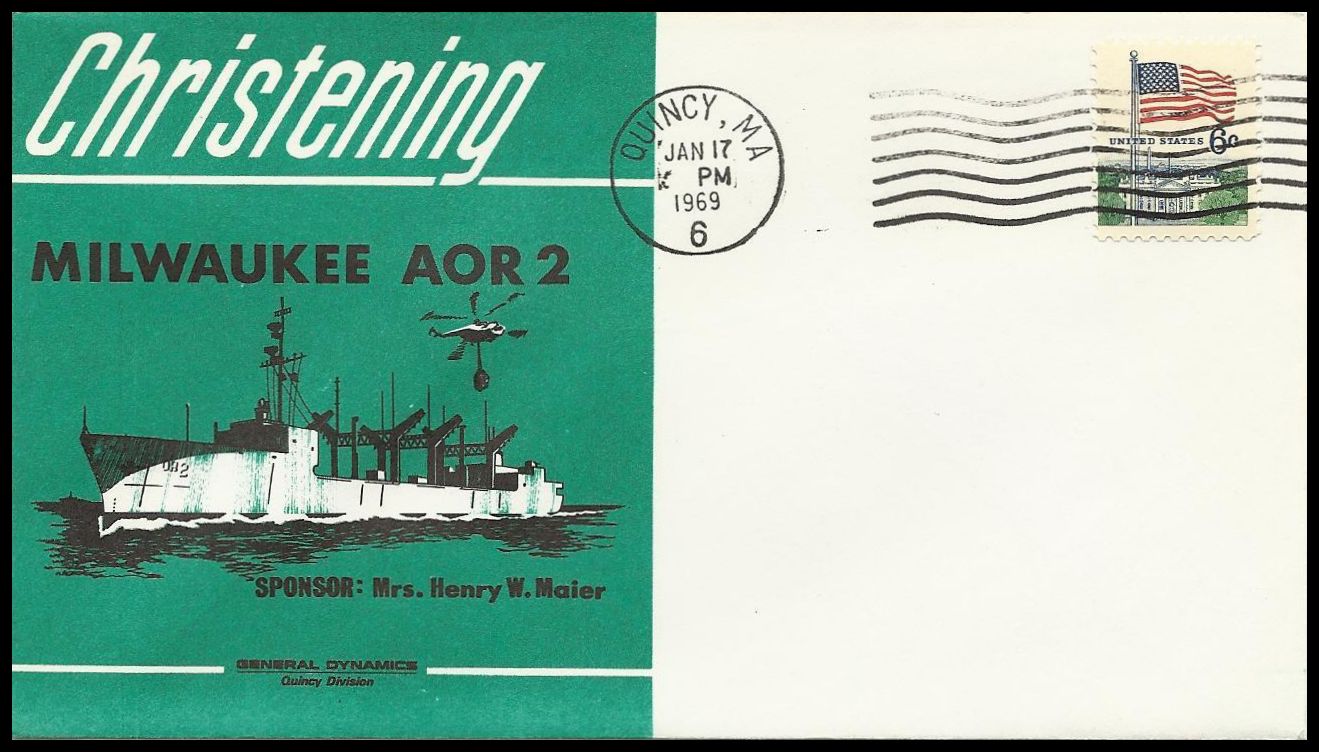 Christening
MILWAUKEE AOR 2
SPONSOR: Mrs. Henry W. Maier
GENERAL DYNAMICS
Quincy Division
QUINCY, MA
JAN 17
PM
1969
6
UNITED STATES 6c